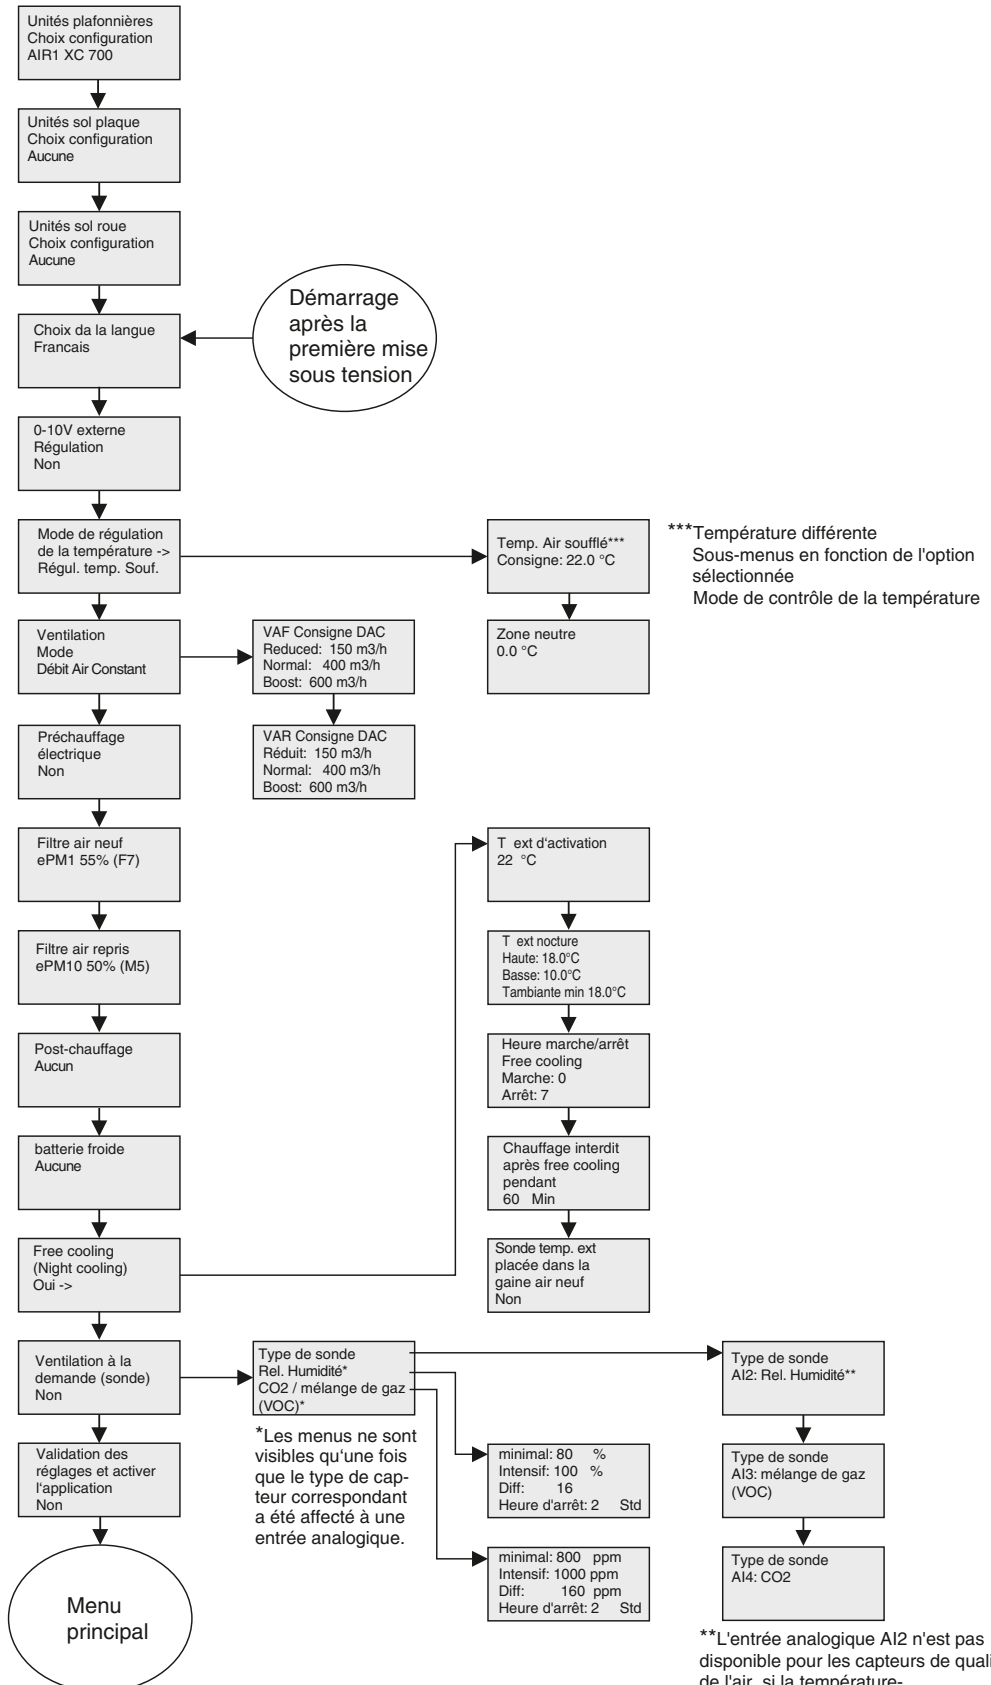 Unités plafonnières
Choix configuration
AIR1 XC 700
Unités sol plaque
Choix configuration
Aucune
Unités sol roue
Choix configuration
Aucune
Démarrage
après la
première mise
sous tension
Choix da la langue
Francais
0-10V externe
Régulation
Non
Mode de régulation
de la température ->
Régul. temp. Souf.
Temp. Air soufflé***
Consigne: 22.0 °C
***Température différente
Sous-menus en fonction de l'option
sélectionnée
Mode de contrôle de la température
Zone neutre
0.0 °C
Ventilation
Mode
Débit Air Constant
VAF Consigne DAC
Reduced: 150 m3/h
Normal: 400 m3/h
Boost: 600 m3/h
VAR Consigne DAC
Réduit: 150 m3/h
Normal: 400 m3/h
Boost: 600 m3/h
Préchauffage
électrique
Non
Filtre air neuf
ePM1 55% (F7)
Filtre air repris
ePM10 50% (M5)
Post-chauffage
Aucun
batterie froide
Aucune
Free cooling
(Night cooling)
Oui ->
T ext d'activation
22 °C
T ext nocture
Haute: 18.0°C
Basse: 10.0°C
Tambiante min 18.0°C
Heure marche/arrêt
Free cooling
Marche: 0
Arrêt: 7
Chauffage interdit
après free cooling
pendant
60 Min
Sonde temp. ext
placée dans la
gaine air neuf
Non
Ventilation à la
demande (sonde)
Non
Type de sonde
Rel. Humidité*
CO2 / mélange de gaz
(VOC)*
*Les menus ne sont
visibles qu'une fois
que le type de cap-
teur correspondant
a été affecté à une
entrée analogique.
minimal: 80 %
Intensif: 100 %
Diff: 16
Heure d'arrêt: 2 Std
minimal: 800 ppm
Intensif: 1000 ppm
Diff: 160 ppm
Heure d'arrêt: 2 Std
Type de sonde
AI2: Rel. Humidité**
Type de sonde
AI3: mélange de gaz
(VOC)
Type de sonde
AI4: CO2
**L'entrée analogique AI2 n'est pas
disponible pour les capteurs de quali
de l'air, si la température-
Validation des
réglages et activer
l'application
Non
Menu
principal